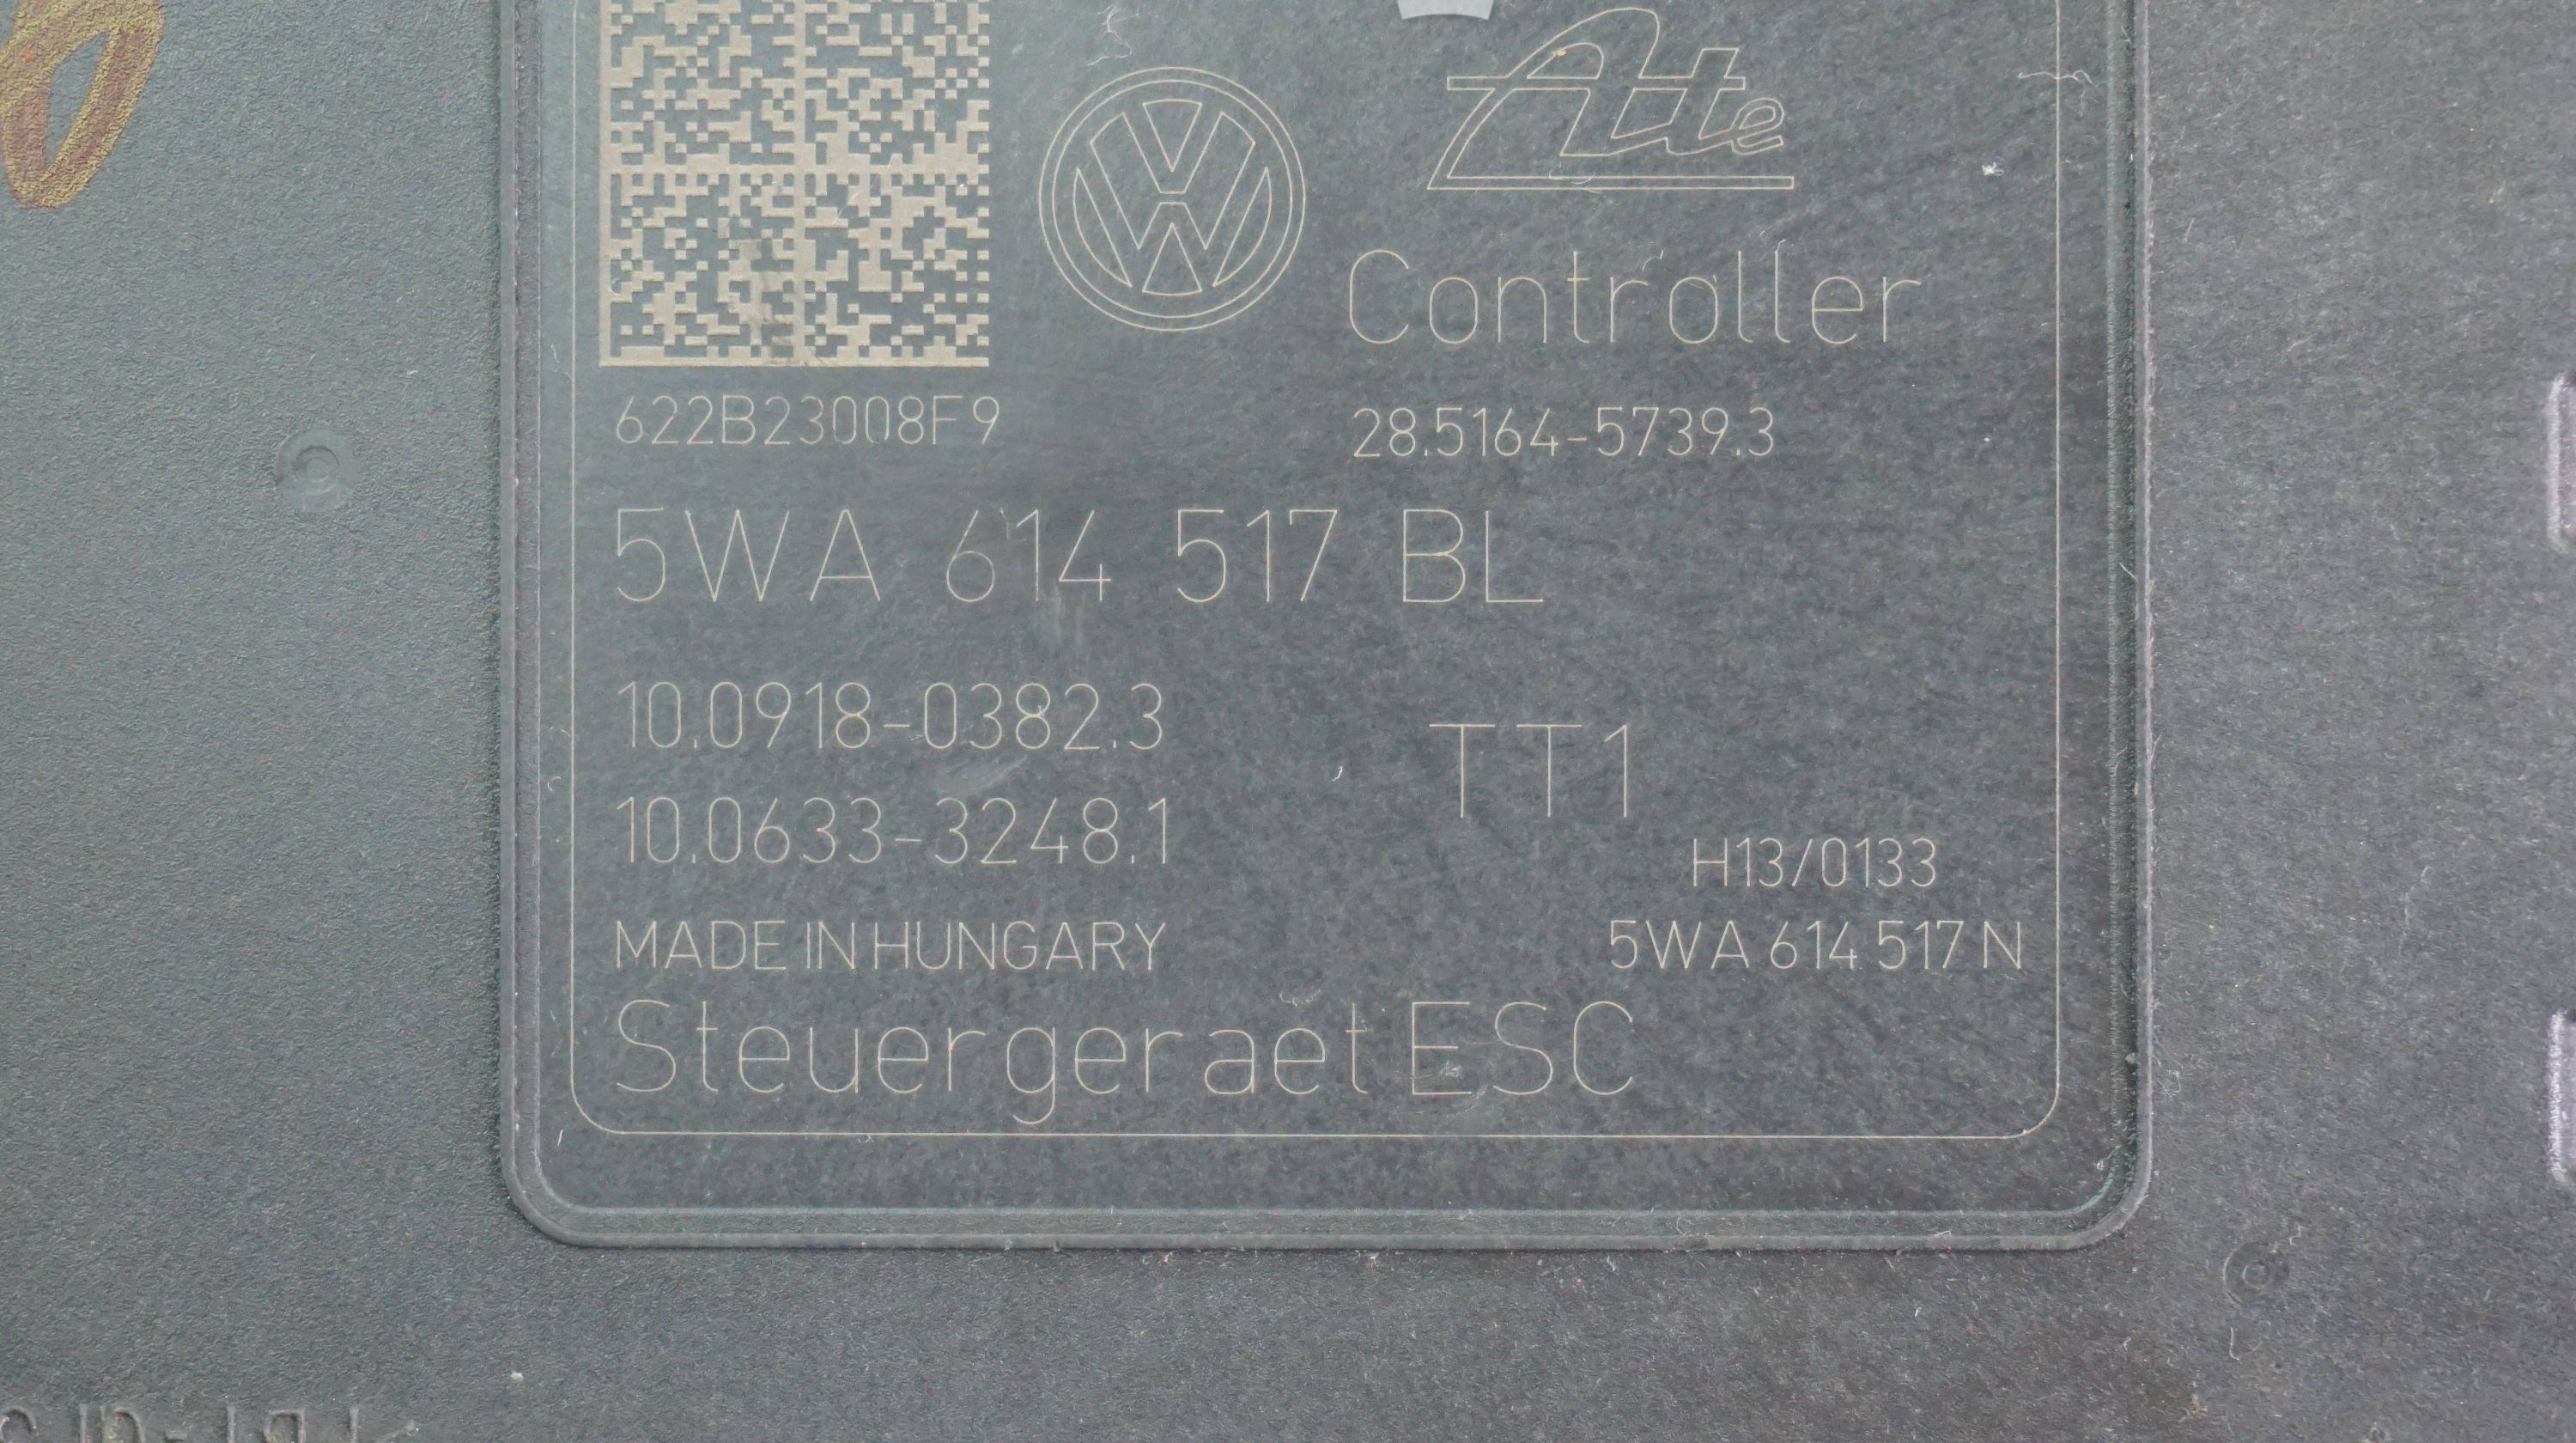 Ate
Controller
622B23008F9
28.5164-5739.3
5WA 614 517 BL
10.0918-0382.3
TT1
10.0633-3248.1
H13/0133
MADE IN HUNGARY
5WA 614 517 N
Steuergeraet ESC